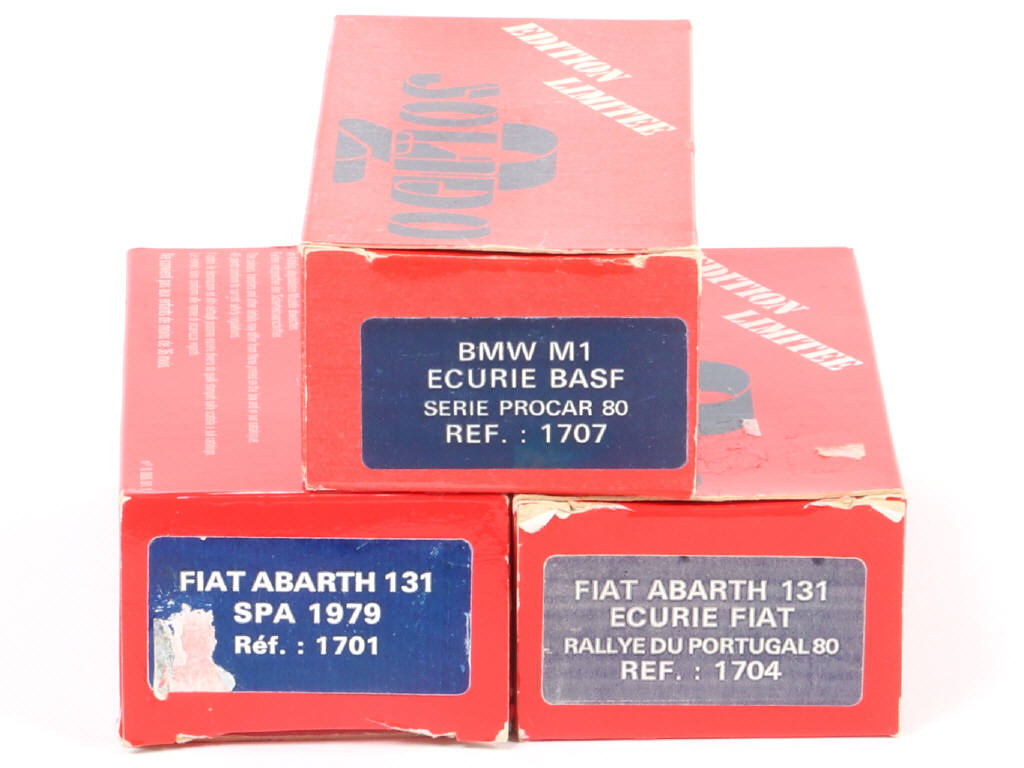 EDITION
LIMITEE
SOLIDO
BMW M1
ECURIE BASF
SERIE PROCAR 80
REF. : 1707
EDITION
LIMITEE
FIAT ABARTH 131
SPA 1979
Réf. : 1701
FIAT ABARTH 131
ECURIE FIAT
RALLYE DU PORTUGAL 80
REF. : 1704